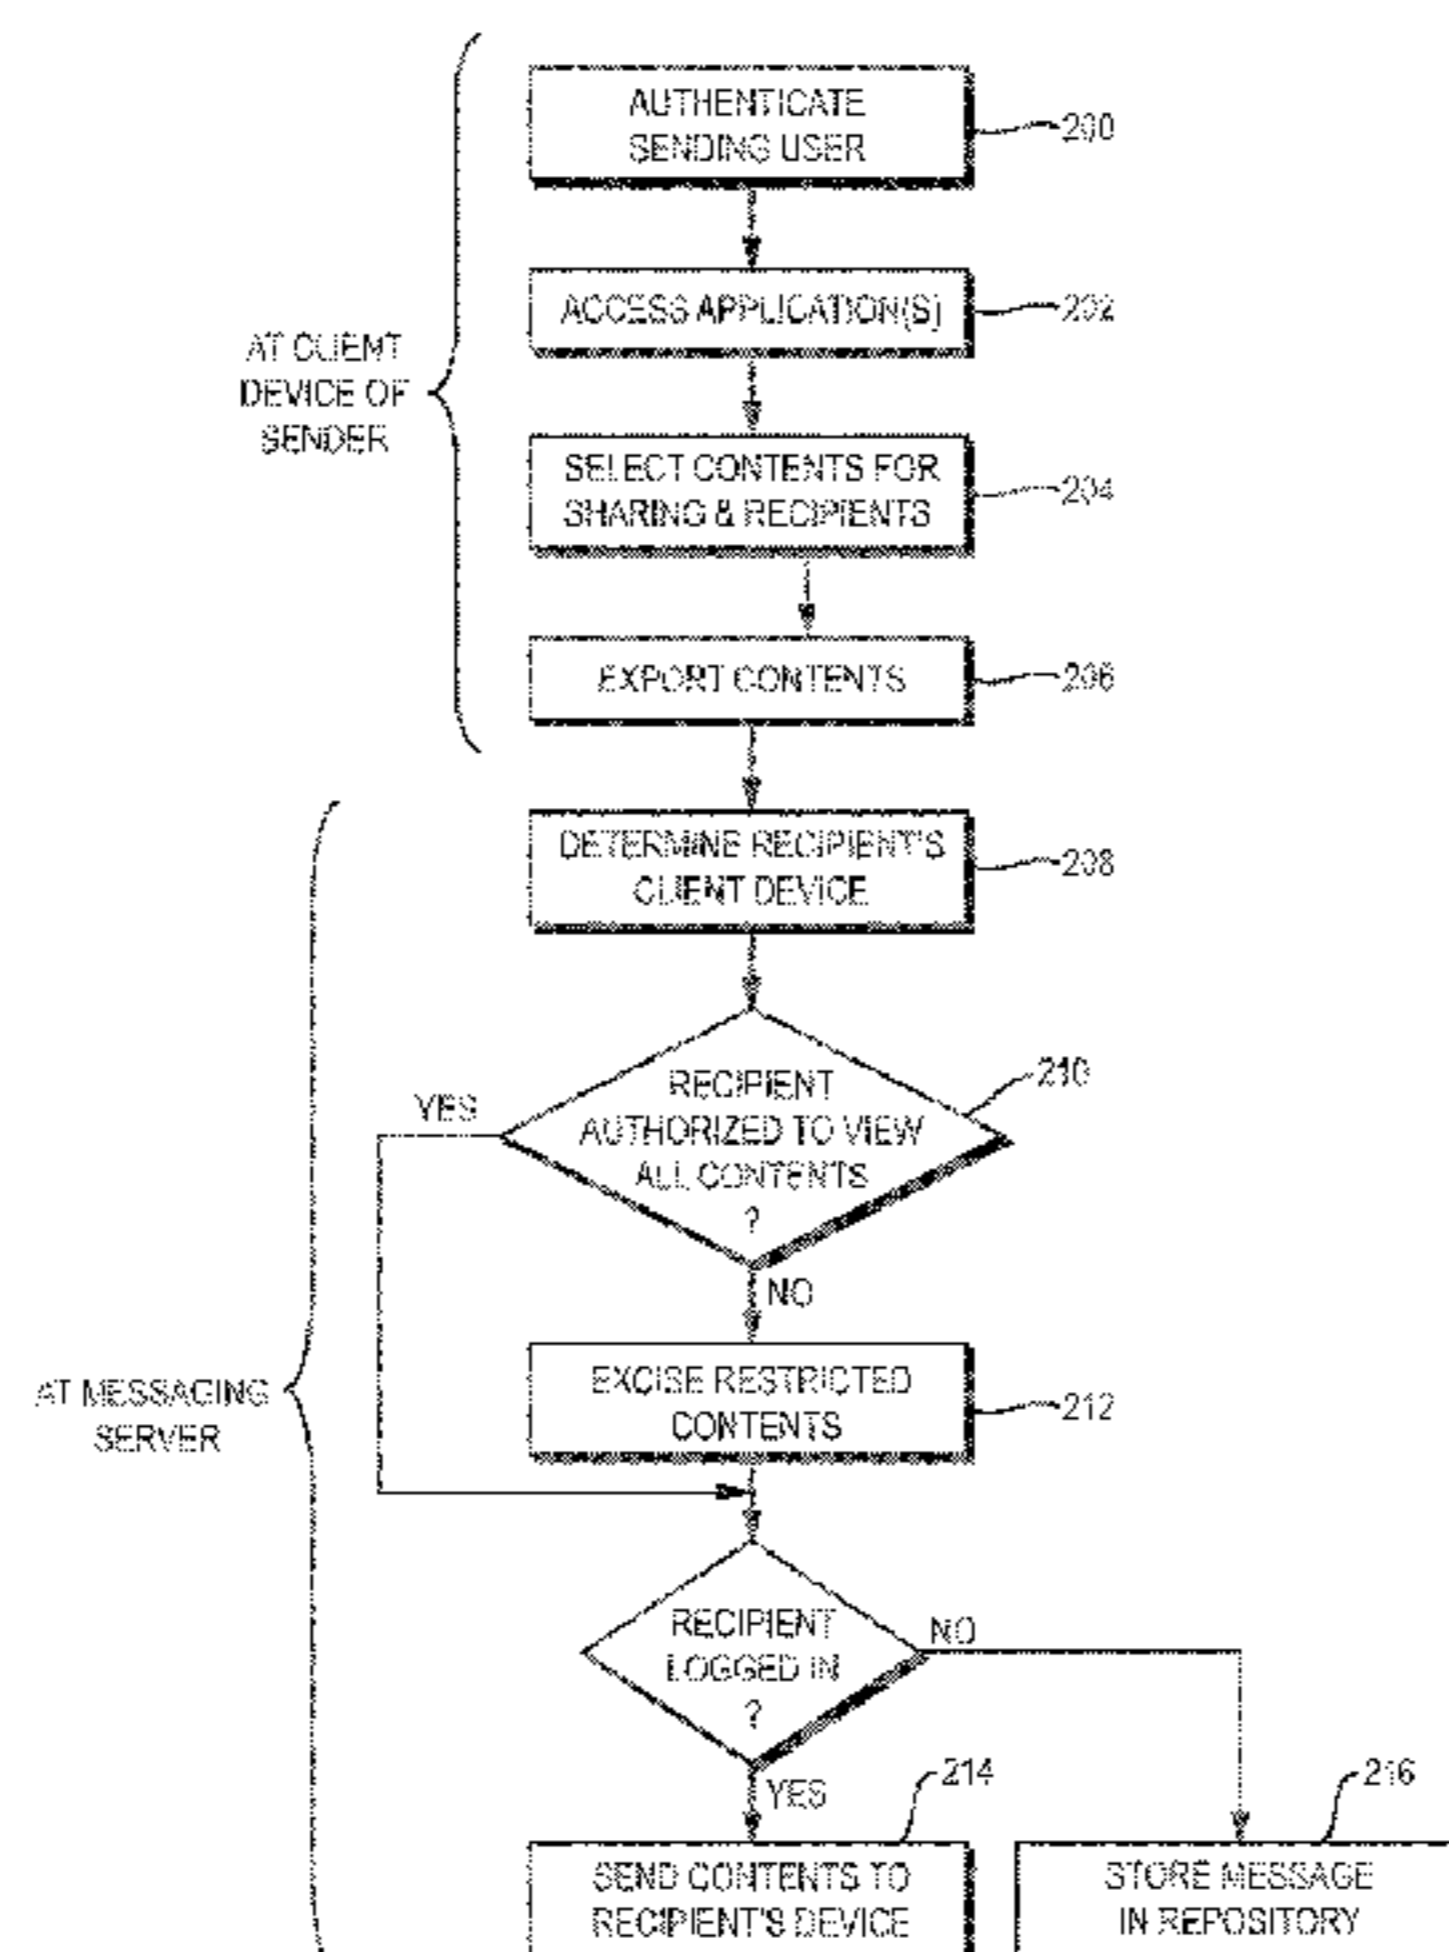 AUTHENTICATE
SENDING USER
200
ACCESS APPLICATION(S)
202
AT CLIENT
DEVICE OF
SENDER
SELECT CONTENTS FOR
SHARING & RECIPIENTS
204
EXPORT CONTENTS
206
DETERMINE RECIPIENT'S
CLIENT DEVICE
208
RECIPIENT
AUTHORIZED TO VIEW
ALL CONTENTS
?
210
YES
NO
EXCISE RESTRICTED
CONTENTS
212
AT MESSAGING
SERVER
RECIPIENT
LOGGED IN
?
NO
YES
214
216
SEND CONTENTS TO
RECIPIENT'S DEVICE
STORE MESSAGE
IN REPOSITORY